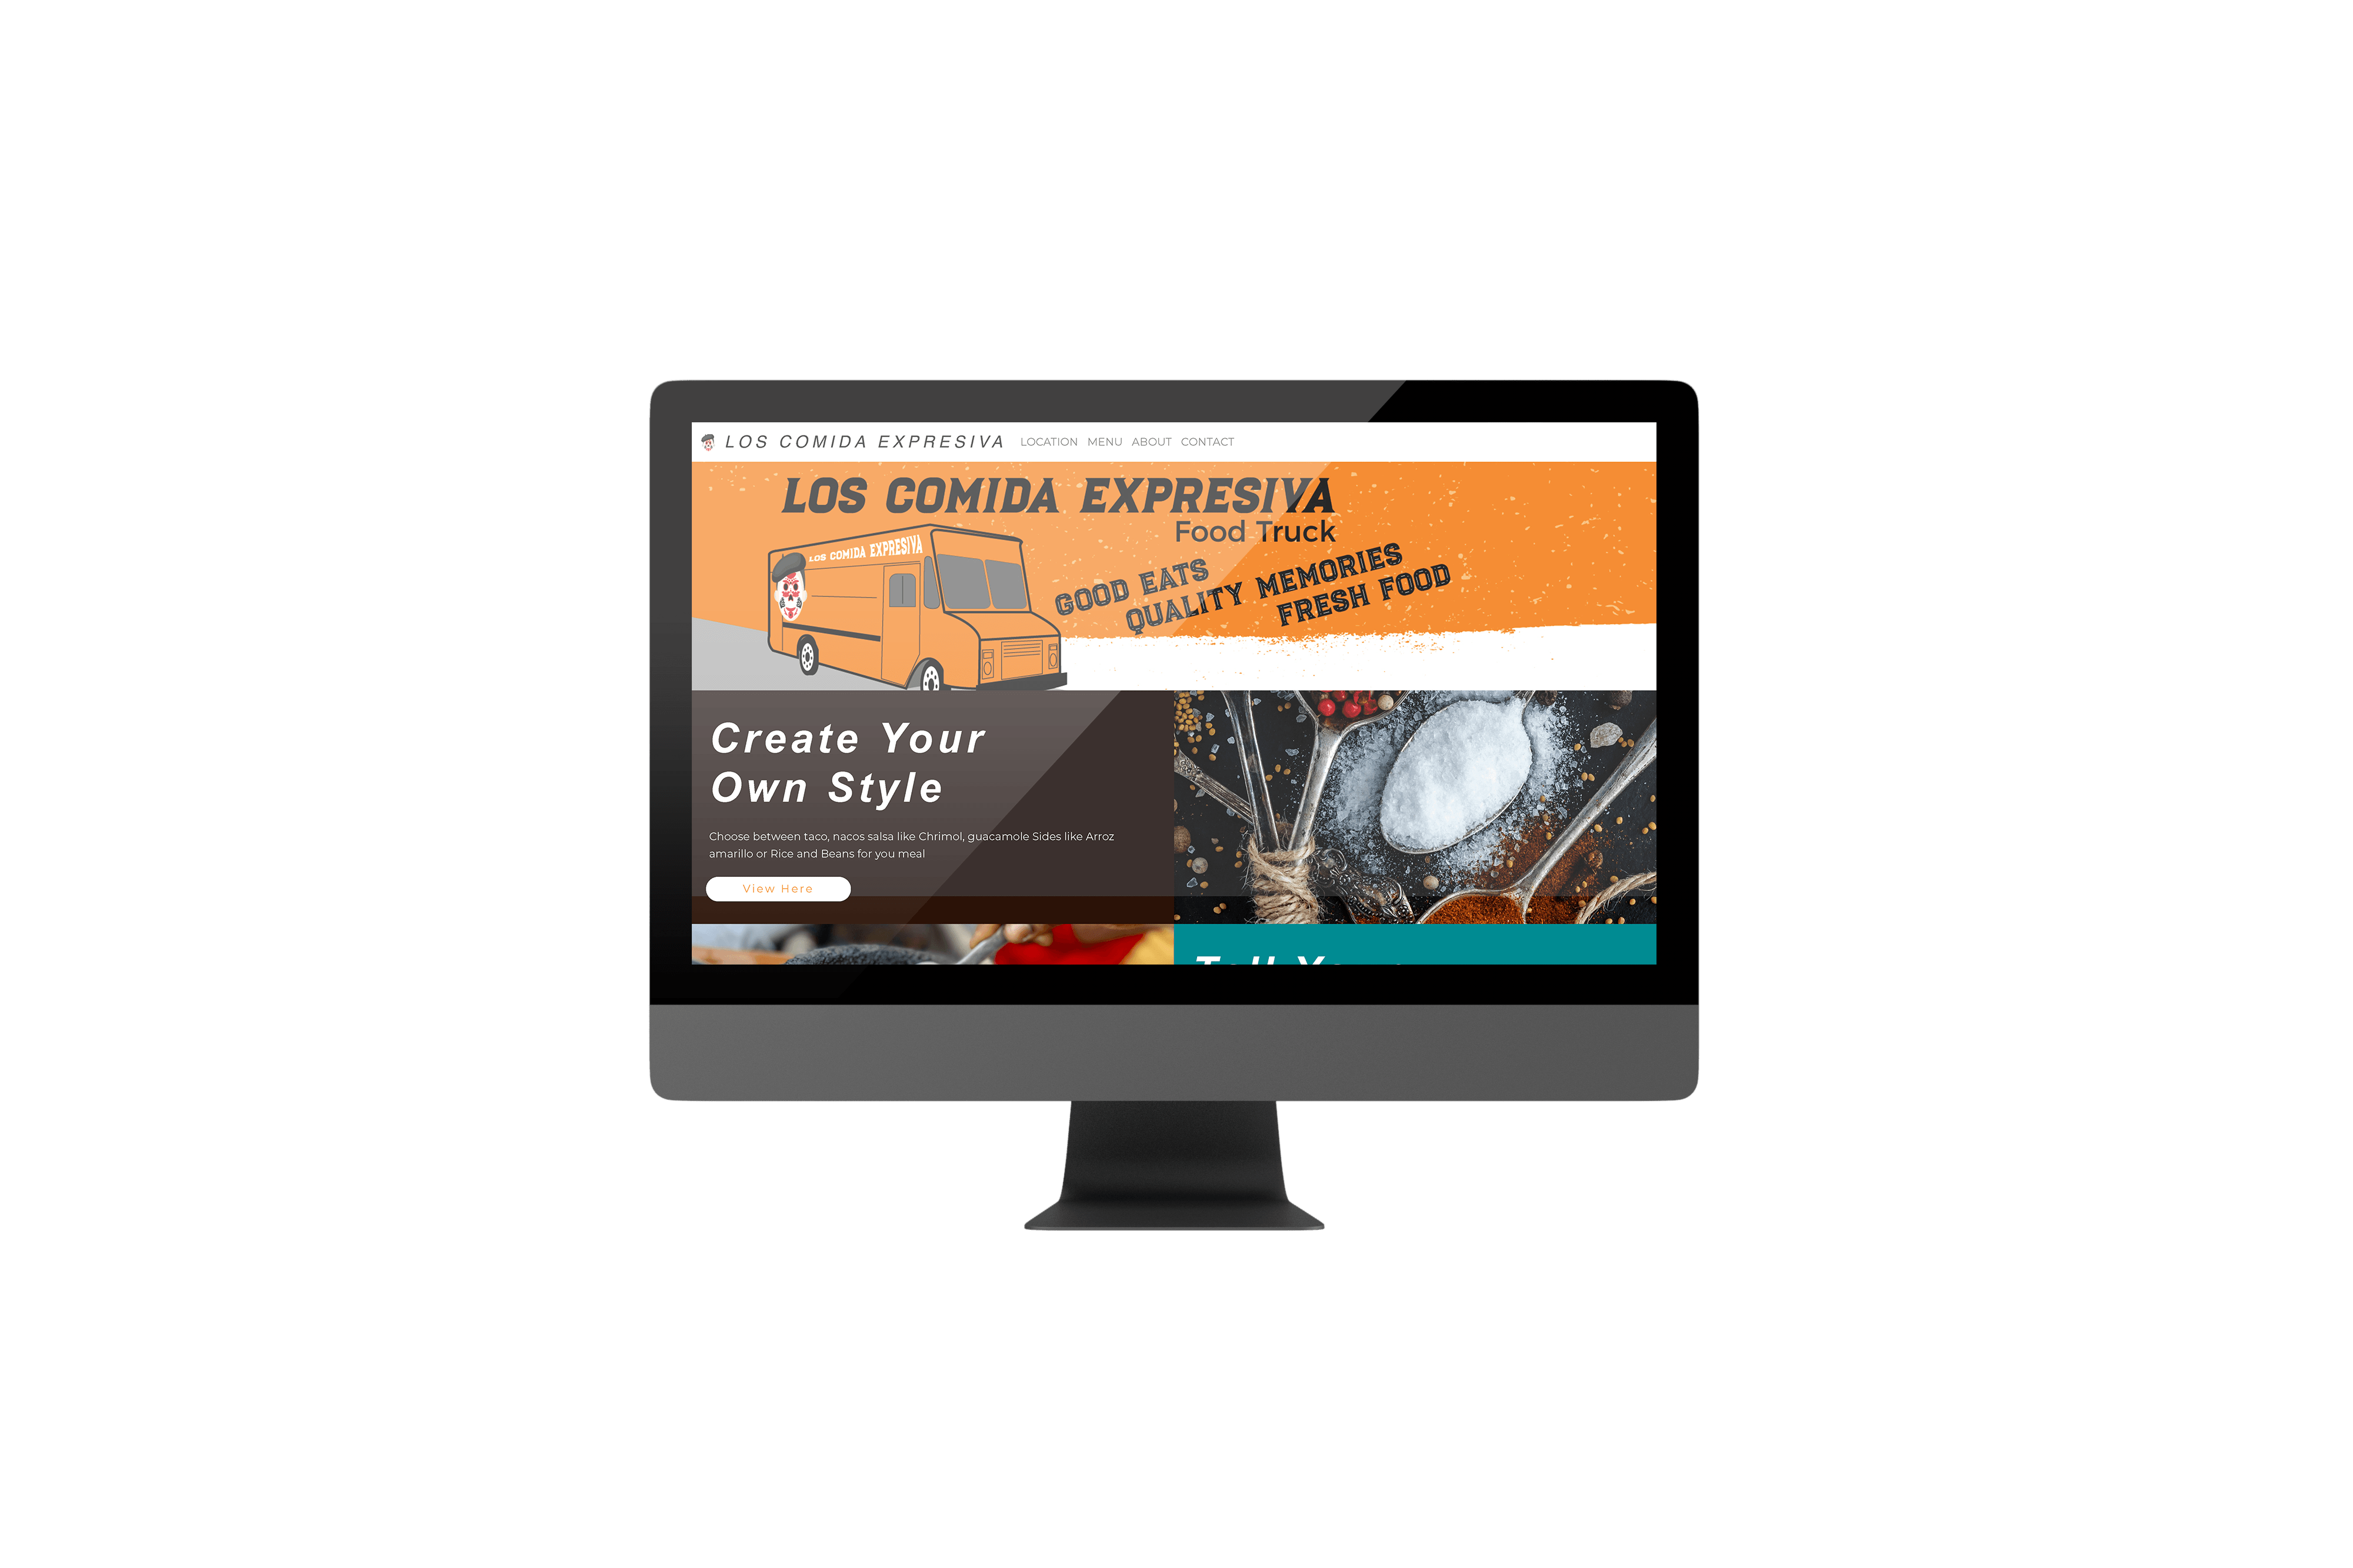 LOS COMIDA EXPRESIVA LOCATION MENU ABOUT CONTACT
LOS COMIDA EXPRESIVA
Food Truck
LOS COMIDA EXPRESIVA
GOOD EATS
QUALITY MEMORIES
FRESH FOOD
Create Your
Own Style
Choose between taco, nacos salsa like Chrimol, guacamole Sides like Arroz
amarillo or Rice and Beans for you meal
View Here